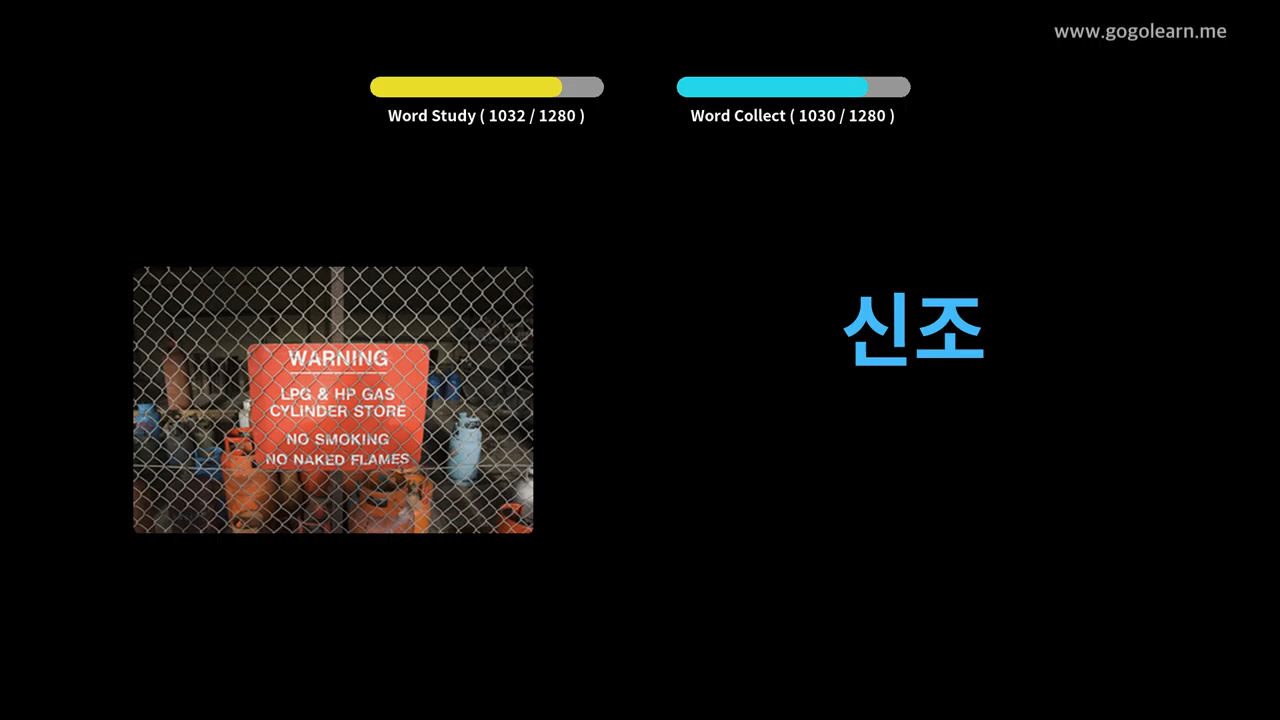 www.gogolearn.me
Word Study ( 1032 / 1280 )
Word Collect ( 1030 / 1280 )
WARNING
LPG & HP GAS
CYLINDER STORE
NO SMOKING
NO NAKED FLAMES
신조